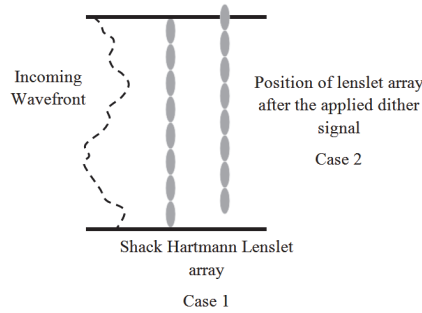 Incoming
Wavefront
Position of lenslet array
after the applied dither
signal
Case 2
Shack Hartmann Lenslet
array
Case 1